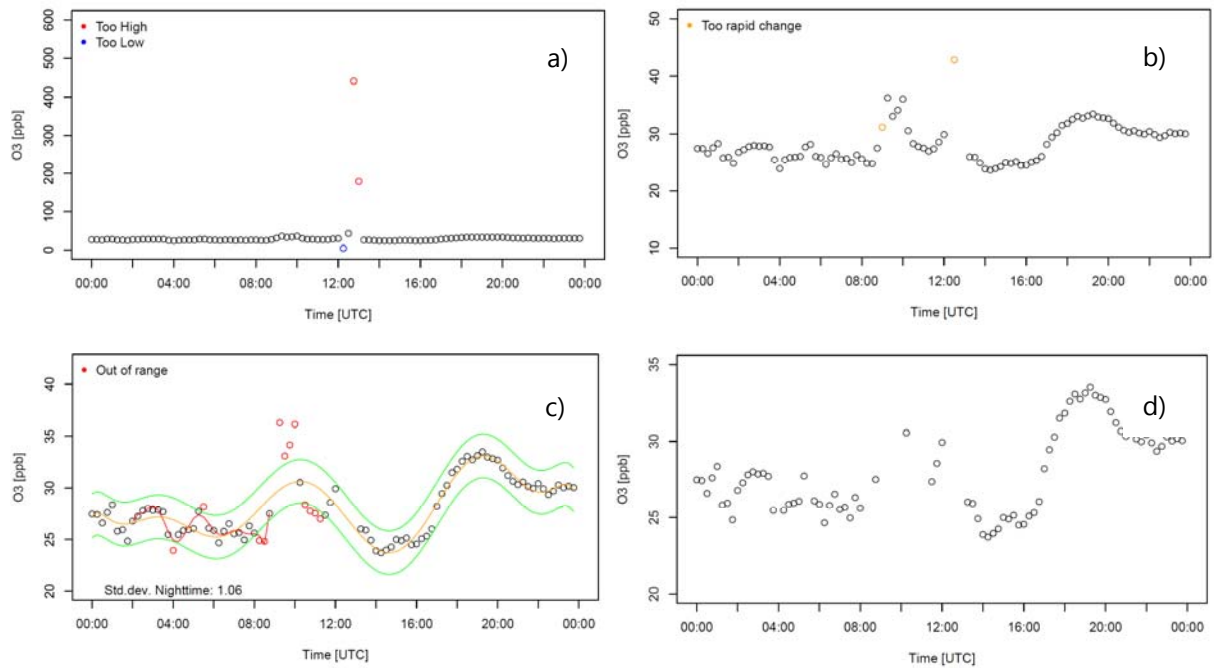 Too High
Too Low
a)
600
500
400
300
200
100
0
O3 [ppb]
00:00 04:00 08:00 12:00 16:00 20:00 00:00
Time [UTC]
Too rapid change
b)
50
40
30
20
10
O3 [ppb]
00:00 04:00 08:00 12:00 16:00 20:00 00:00
Time [UTC]
Out of range
c)
40
35
30
25
20
O3 [ppb]
Std.dev. Nighttime: 1.06
00:00 04:00 08:00 12:00 16:00 20:00 00:00
Time [UTC]
d)
35
30
25
20
O3 [ppb]
00:00 04:00 08:00 12:00 16:00 20:00 00:00
Time [UTC]